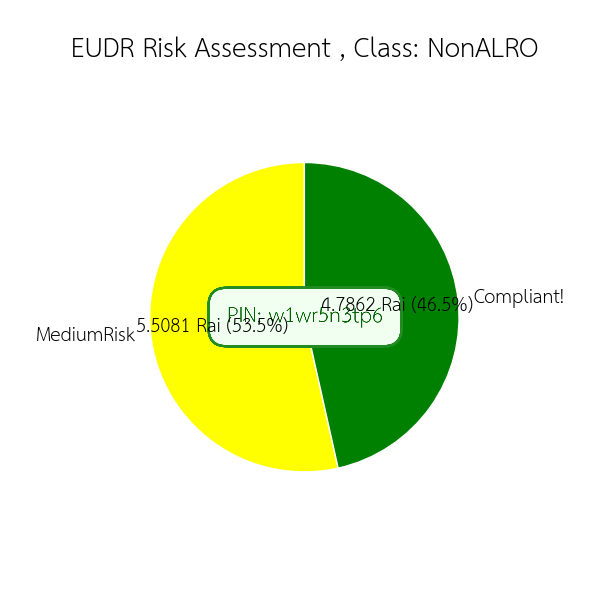 EUDR Risk Assessment , Class: NonALRO
Compliant!
4.7862 Rai (46.5%)
PIN: w1wr5n3tp6
5.5081 Rai (53.5%)
MediumRisk